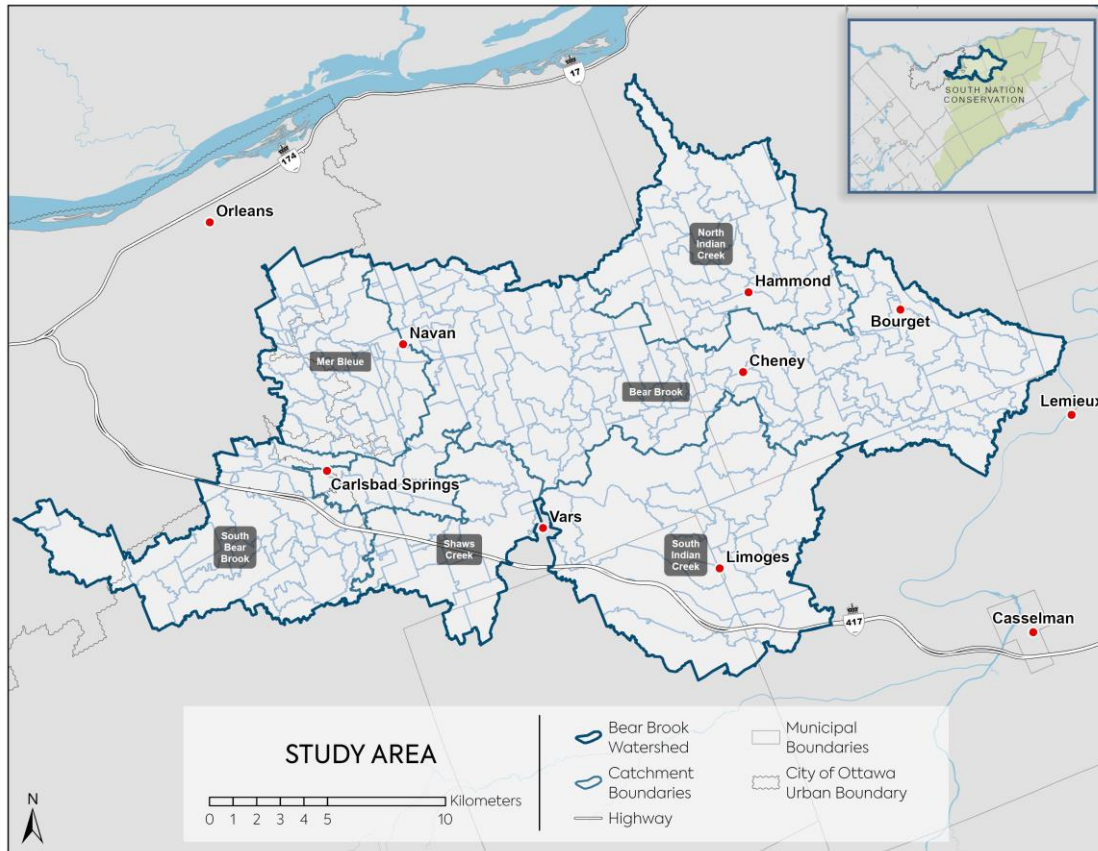 SOUTH NATION
CONSERVATION
17
174
Orleans
North
Indian
Creek
Hammond
Bourget
Navan
Mer Bleue
Cheney
Bear Brook
Lemieux
Carlsbad Springs
Vars
South
Bear
Brook
Shaws
Creek
South
Indian
Creek
Limoges
417
Casselman
STUDY AREA
Kilometers
0 1 2 3 4 5 10
Bear Brook
Watershed
Catchment
Boundaries
Highway
Municipal
Boundaries
City of Ottawa
Urban Boundary
N